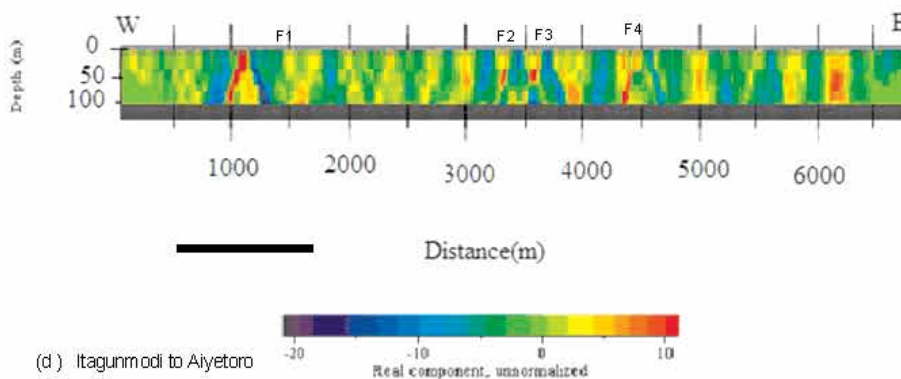 W F1 F2 F3 F4 E
Depth (m)
0
50
100
1000 2000 3000 4000 5000 6000
Distance(m)
-20 -10 0 10
Real component, unnormalized
(d) Itagunmodi to Aiyetoro